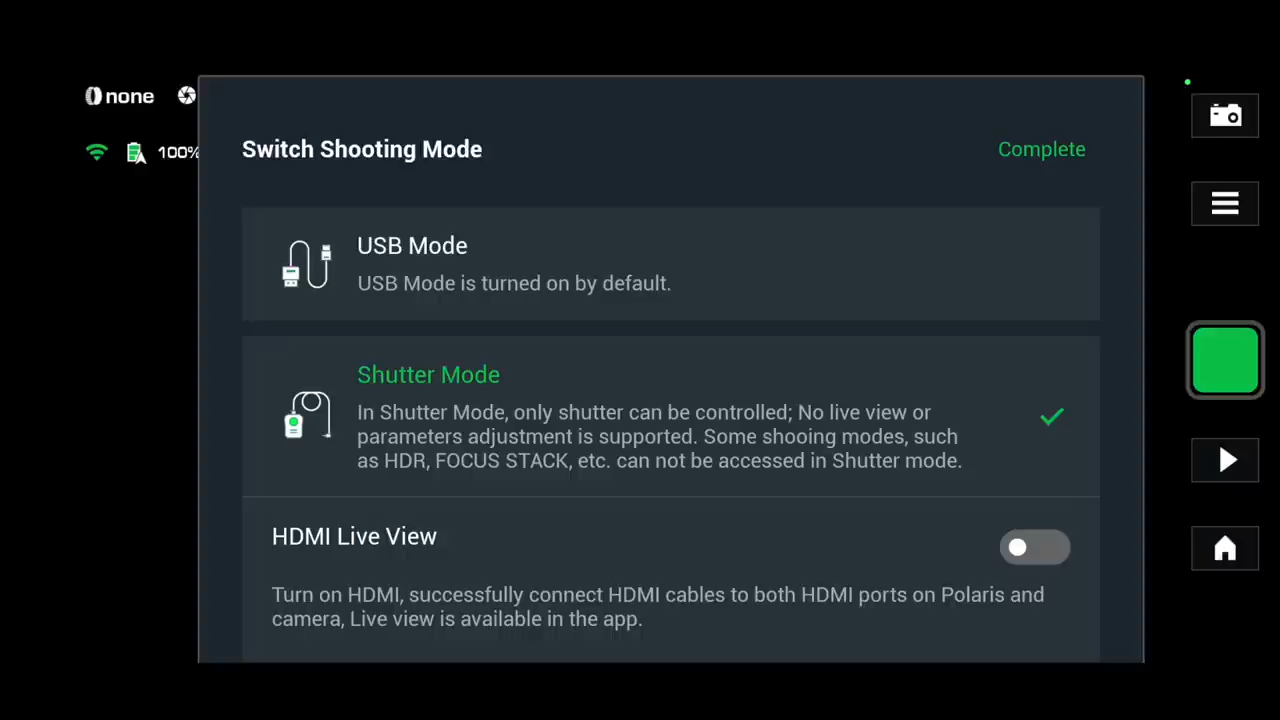 none
100%
Switch Shooting Mode
Complete
USB Mode
USB Mode is turned on by default.
Shutter Mode
In Shutter Mode, only shutter can be controlled; No live view or
parameters adjustment is supported. Some shooing modes, such
as HDR, FOCUS STACK, etc. can not be accessed in Shutter mode.
HDMI Live View
Turn on HDMI, successfully connect HDMI cables to both HDMI ports on Polaris and
camera, Live view is available in the app.